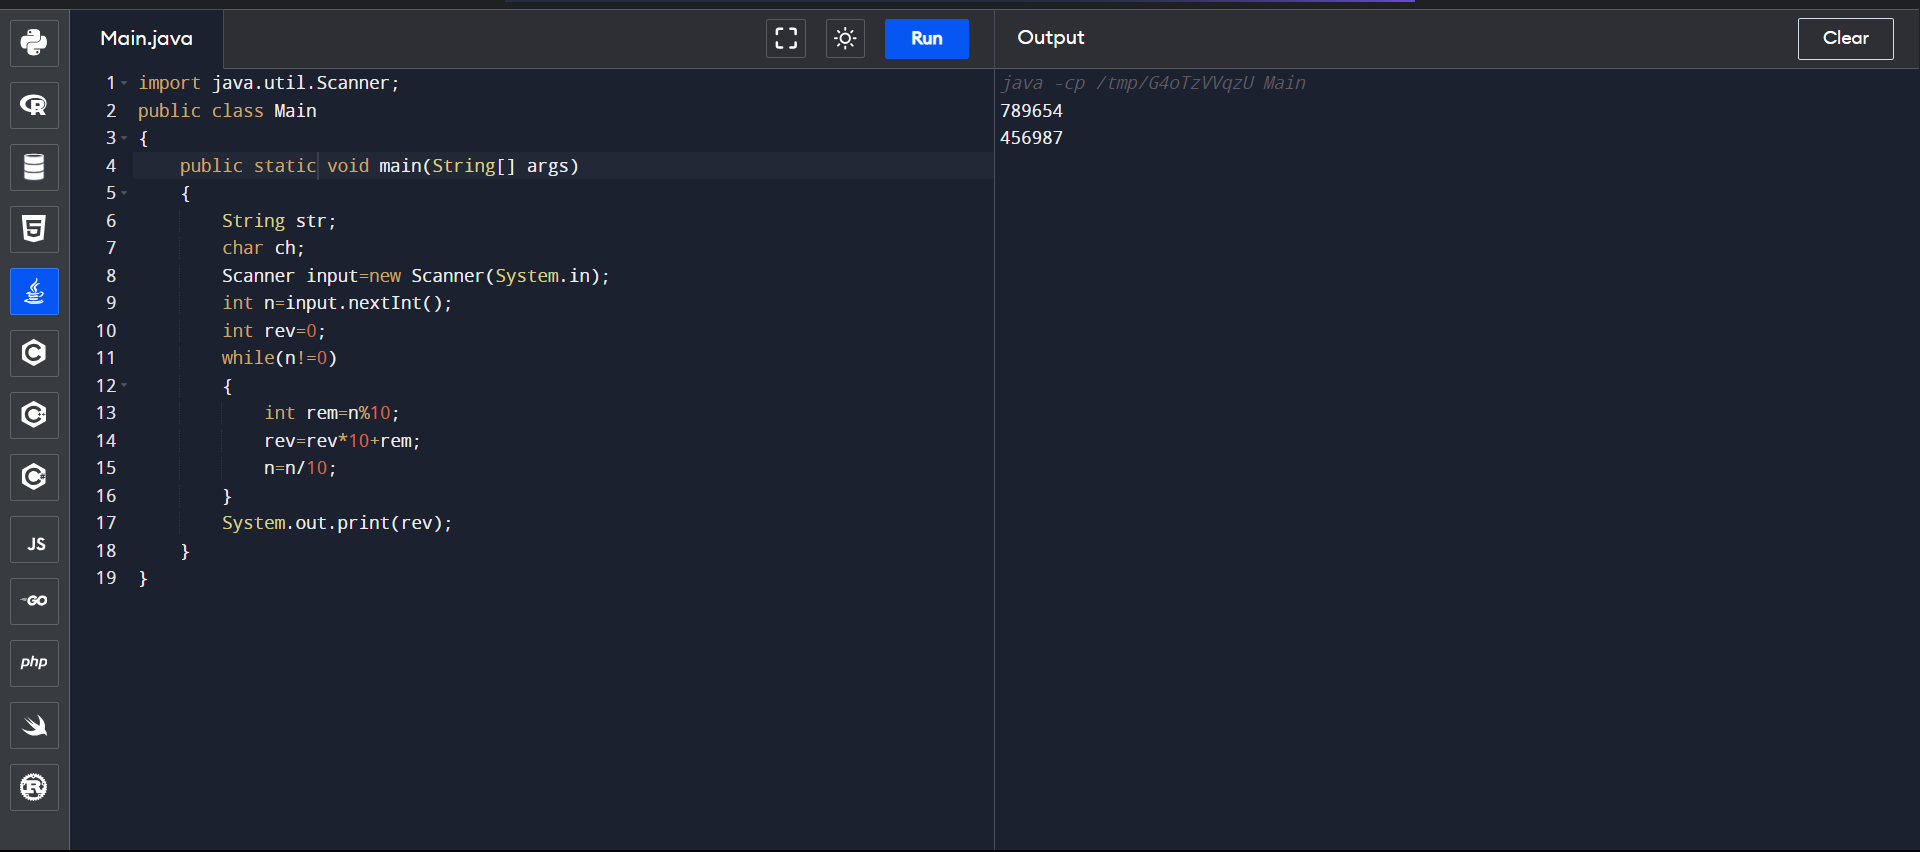 Main.java
Run
Output
Clear
1 import java.util.Scanner;
2 public class Main
3 {
4 public static void main(String[] args)
5 {
6 String str;
7 char ch;
8 Scanner input=new Scanner(System.in);
9 int n=input.nextInt();
10 int rev=0;
11 while(n!=0)
12 {
13 int rem=n%10;
14 rev=rev*10+rem;
15 n=n/10;
16 }
17 System.out.print(rev);
18 }
19 }
java -cp /tmp/G4oTzVVqzU Main
789654
456987
R
5
C
C
C
JS
GO
php
R